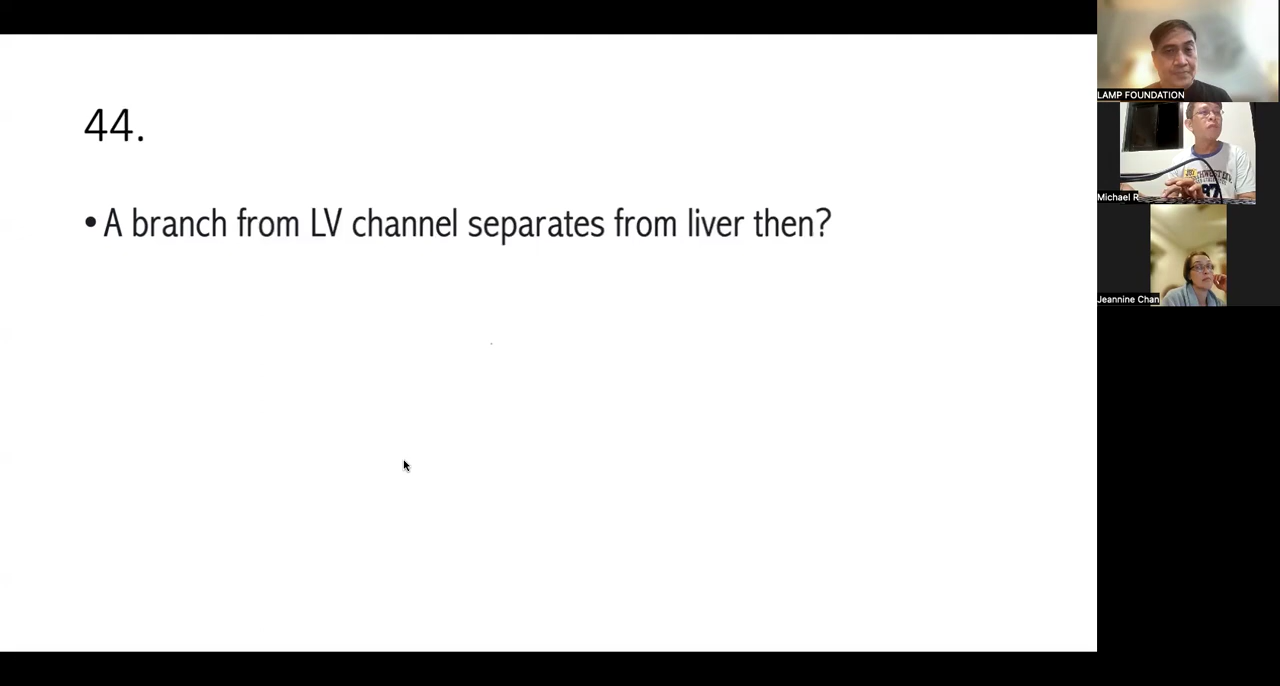 44.
• A branch from LV channel separates from liver then?
LAMP FOUNDATION
Michael R
Jeannine Chan